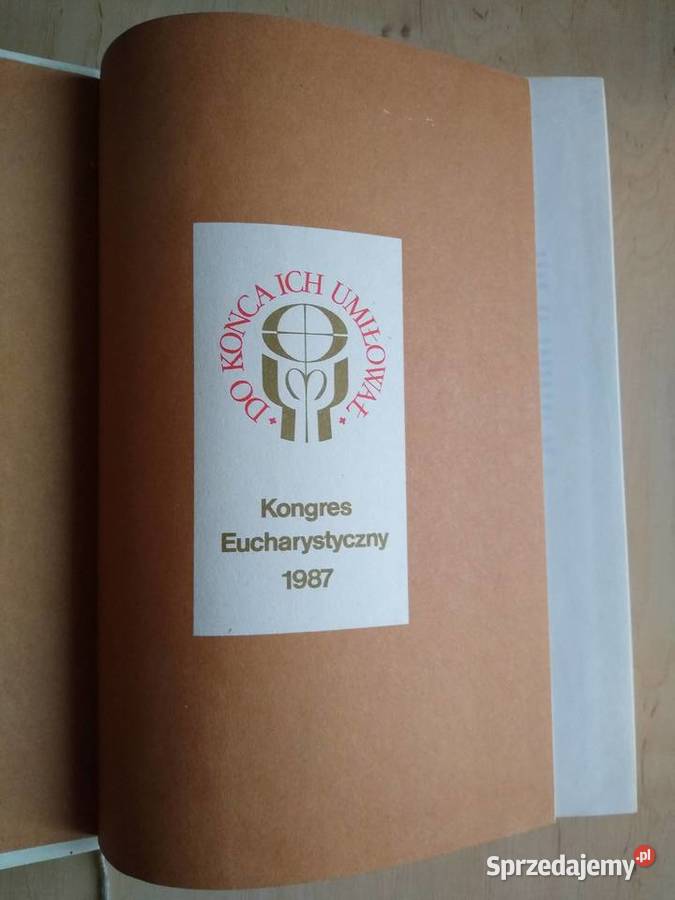 DO KOŃCA ICH UMIŁOWAŁ
Kongres
Eucharystyczny
1987
Sprzedajemy.pl